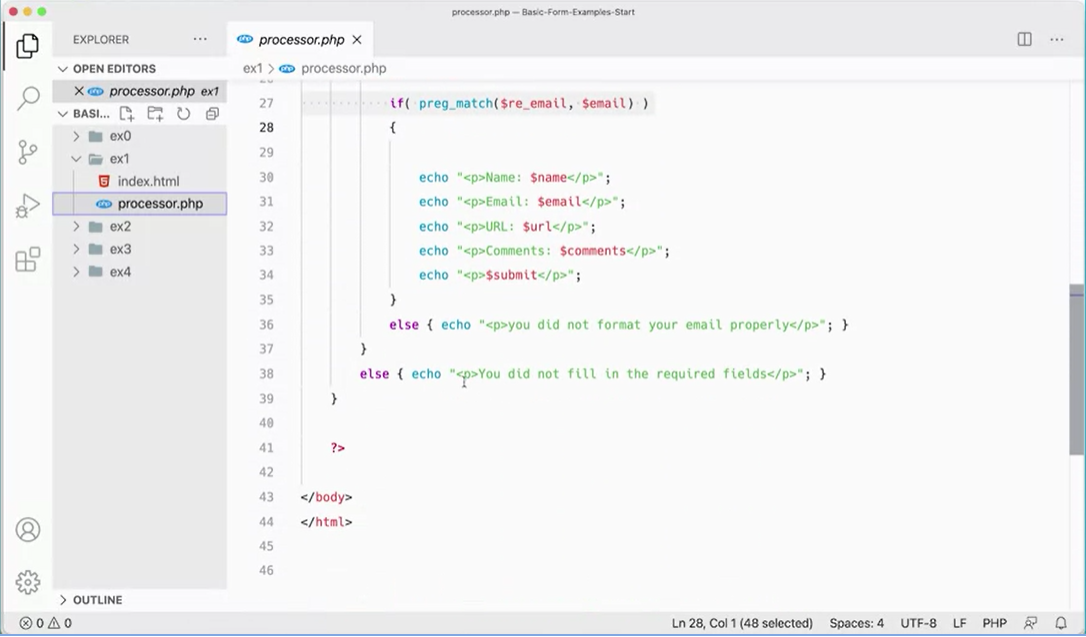 processor.php — Basic-Form-Examples-Start
EXPLORER
processor.php
OPEN EDITORS
processor.php ex1
BASI...
ex0
ex1
index.html
processor.php
ex2
ex3
ex4
OUTLINE
ex1 > processor.php
27 if( preg_match($re_email, $email) )
28 {
29
30 echo "<p>Name: $name</p>";
31 echo "<p>Email: $email</p>";
32 echo "<p>URL: $url</p>";
33 echo "<p>Comments: $comments</p>";
34 echo "<p>$submit</p>";
35 }
36 else { echo "<p>you did not format your email properly</p>"; }
37 }
38 else { echo "<p>You did not fill in the required fields</p>"; }
39 }
40
41 ?>
42
43 </body>
44 </html>
45
46
0 0
Ln 28, Col 1 (48 selected) Spaces: 4 UTF-8 LF PHP